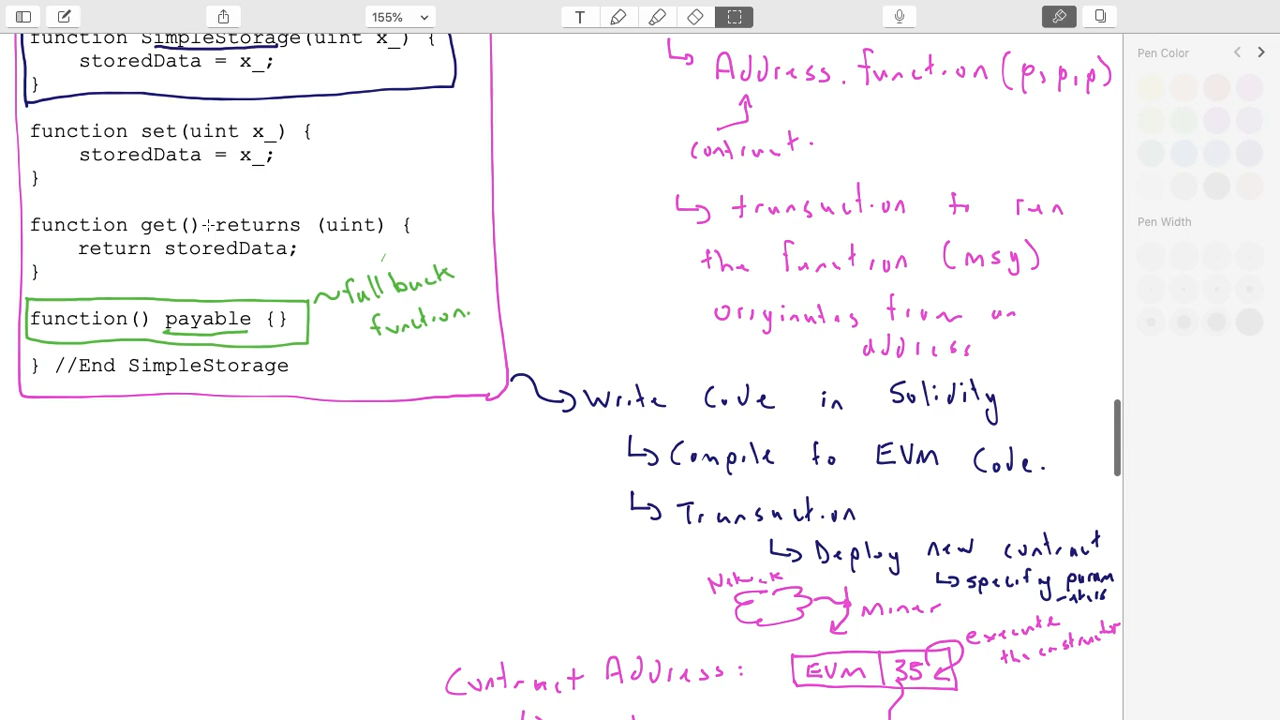 155%
T
Pen Color
Pen Width
function SimpleStorage(uint x_) {
storedData = x_;
}
function set(uint x_) {
storedData = x_;
}
function get() returns (uint) {
return storedData;
}
function() payable {}
} //End SimpleStorage
fallback
function.
Address.function(p,p,p)
contract.
transaction to run
the function (msg)
originates from an
address
Write Code in Solidity
Compile to EVM Code.
Transaction
Deploy new contract
specify param
Network
Miner
execute
the constructor
Contract Address: EVM 35